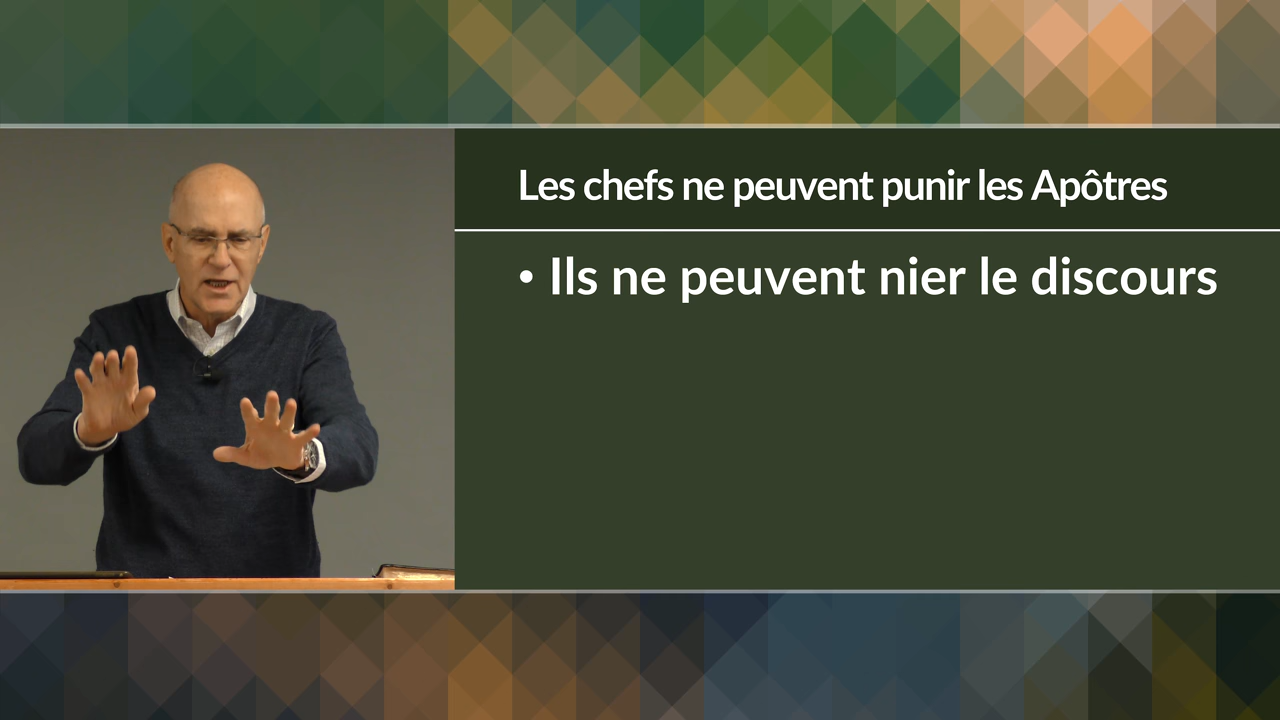 Les chefs ne peuvent punir les Apôtres
• Ils ne peuvent nier le discours